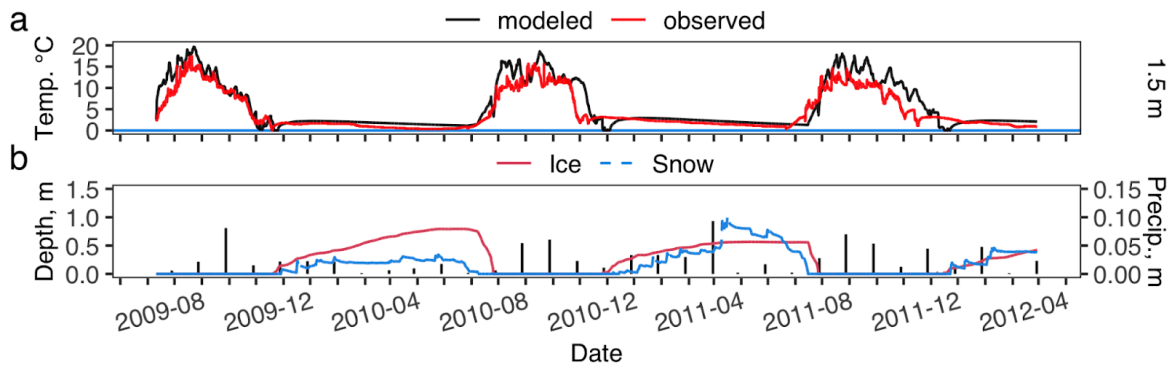 a
modeled observed
Temp. °C
20
15
10
5
0
1.5 m
b
Ice Snow
Depth, m
1.5
1.0
0.5
0.0
0.15
0.10
0.05
0.00
Precip., m
2009-08 2009-12 2010-04 2010-08 2010-12 2011-04 2011-08 2011-12 2012-04
Date